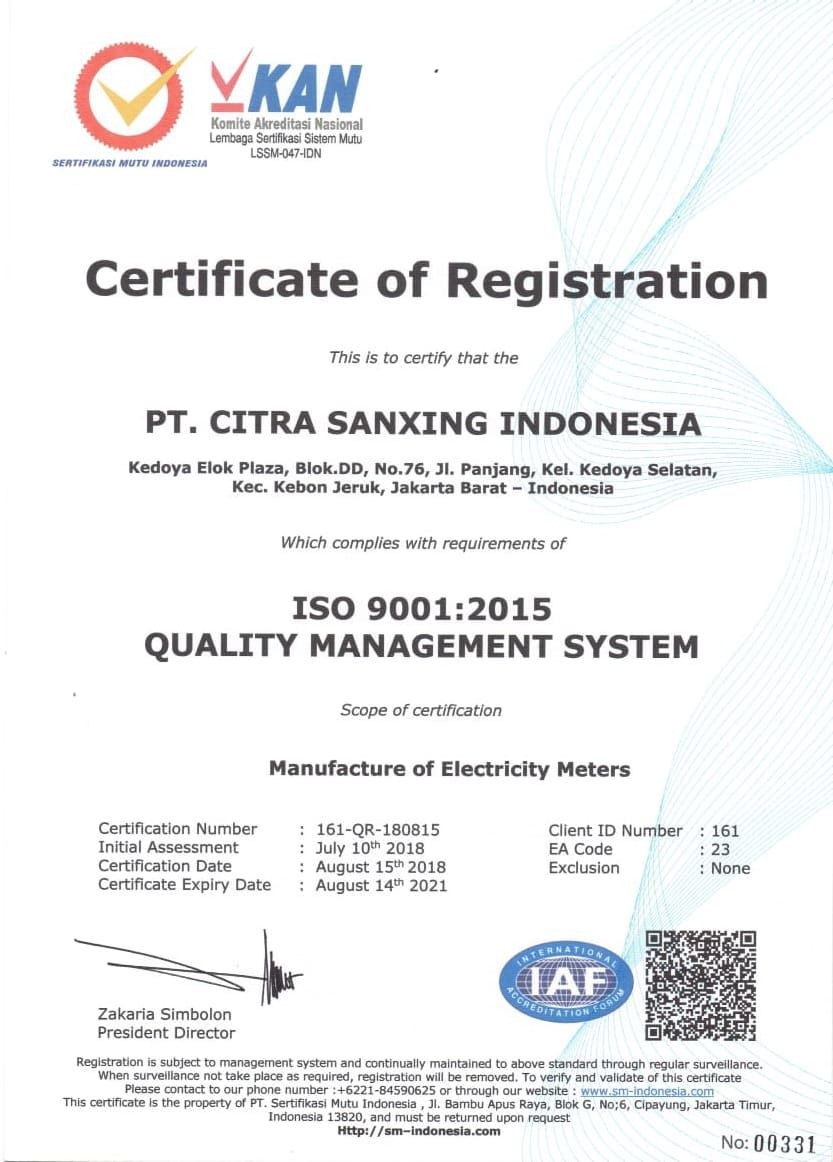 KAN
Komite Akreditasi Nasional
Lembaga Sertifikasi Sistem Mutu
LSSM-047-IDN
SERTIFIKASI MUTU INDONESIA
Certificate of Registration
This is to certify that the
PT. CITRA SANXING INDONESIA
Kedoya Elok Plaza, Blok.DD, No.76, Jl. Panjang, Kel. Kedoya Selatan,
Kec. Kebon Jeruk, Jakarta Barat – Indonesia
Which complies with requirements of
ISO 9001:2015
QUALITY MANAGEMENT SYSTEM
Scope of certification
Manufacture of Electricity Meters
Certification Number : 161-QR-180815
Initial Assessment : July 10th 2018
Certification Date : August 15th 2018
Certificate Expiry Date : August 14th 2021
Client ID Number : 161
EA Code : 23
Exclusion : None
INTERNATIONAL
IAF
ACCREDITATION FORUM
Zakaria Simbolon
President Director
Registration is subject to management system and continually maintained to above standard through regular surveillance.
When surveillance not take place as required, registration will be removed. To verify and validate of this certificate
Please contact to our phone number :+6221-84590625 or through our website : www.sm-indonesia.com
This certificate is the property of PT. Sertifikasi Mutu Indonesia , Jl. Bambu Apus Raya, Blok G, No;6, Cipayung, Jakarta Timur,
Indonesia 13820, and must be returned upon request
Http://sm-indonesia.com
No: 00331